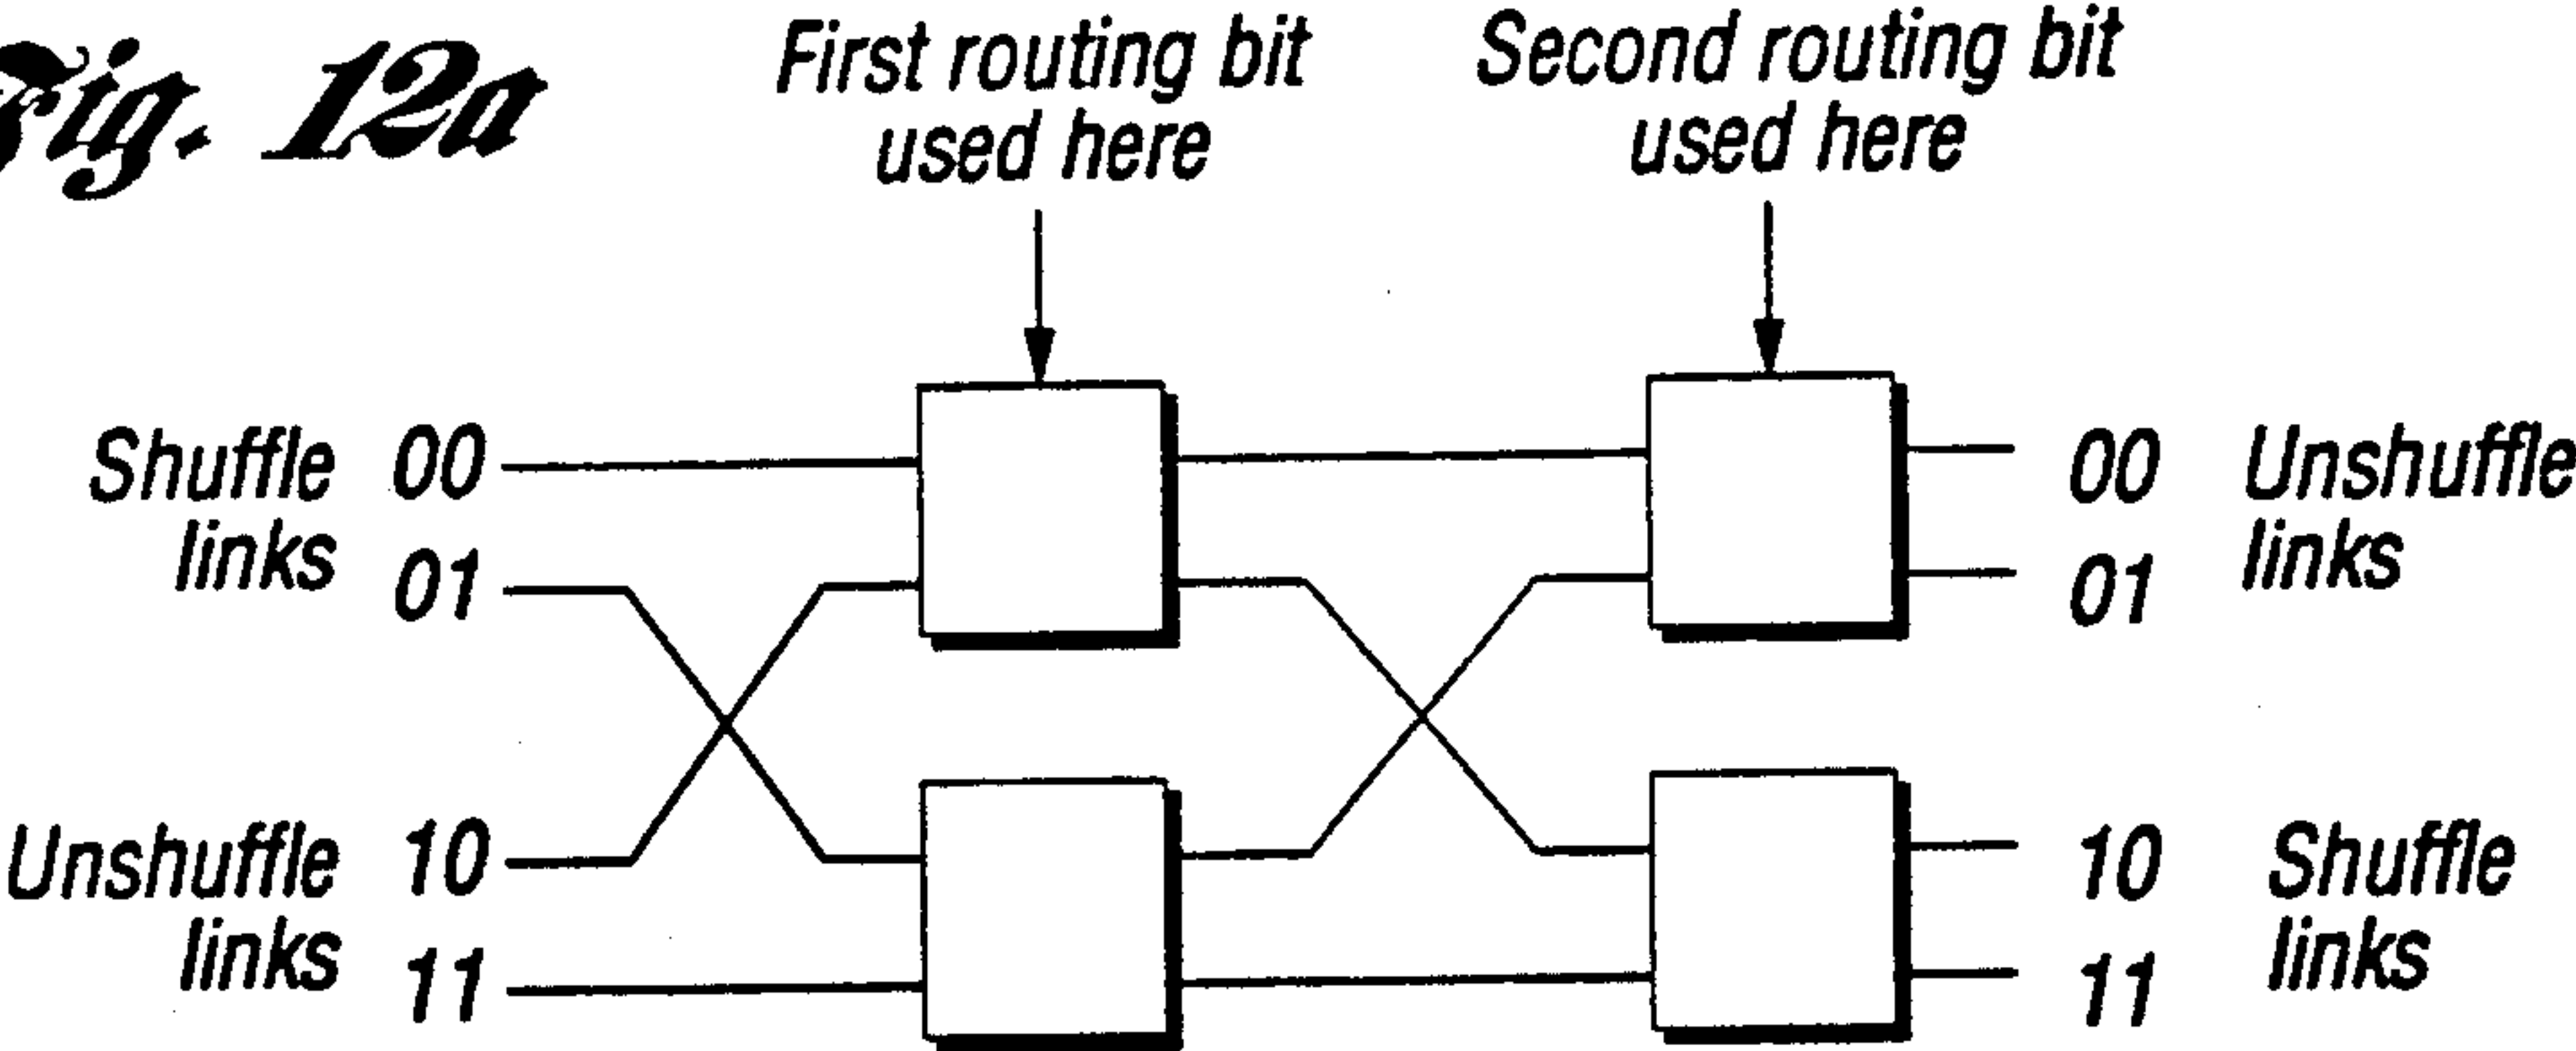 Fig. 12a
First routing bit
used here
Second routing bit
used here
Shuffle 00
links 01
Unshuffle 10
links 11
00 Unshuffle
01 links
10 Shuffle
11 links